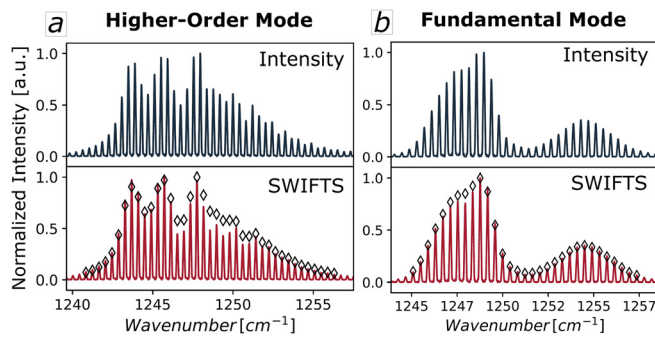 a Higher-Order Mode
b Fundamental Mode
Normalized Intensity [a.u.]
1.0
0.5
0.0
Intensity
1.0
0.5
0.0
SWIFTS
1240 1245 1250 1255
Wavenumber [cm⁻¹]
1.0
0.5
0.0
Intensity
1.0
0.5
0.0
SWIFTS
1245 1247 1250 1252 1255 1257
Wavenumber [cm⁻¹]